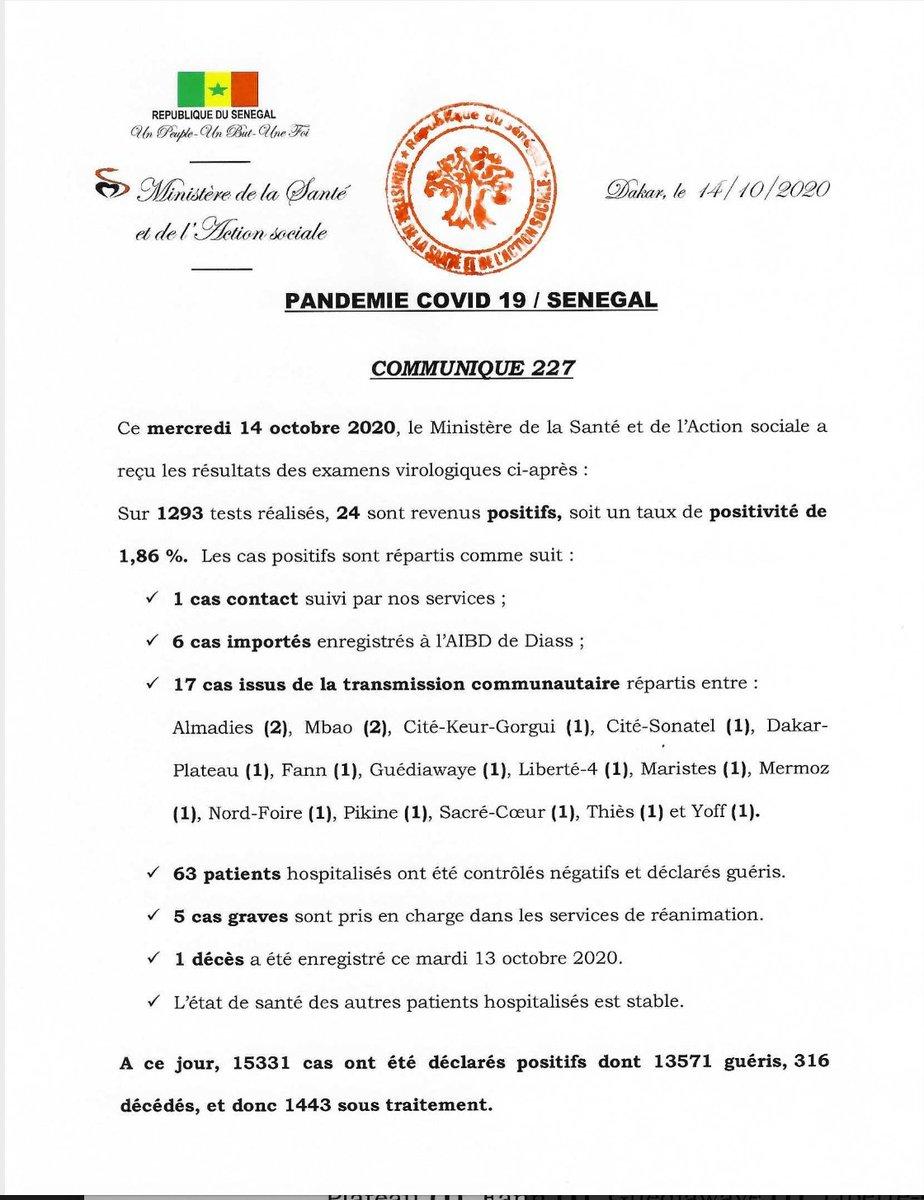 REPUBLIQUE DU SENEGAL
Un Peuple-Un But-Une Foi
Ministère de la Santé
et de l'Action sociale
République du Sénégal
MINISTERE DE LA SANTÉ ET DE L'ACTION SOCIALE
Dakar, le 14/10/2020
PANDEMIE COVID 19 / SENEGAL
COMMUNIQUE 227
Ce mercredi 14 octobre 2020, le Ministère de la Santé et de l'Action sociale a
reçu les résultats des examens virologiques ci-après :
Sur 1293 tests réalisés, 24 sont revenus positifs, soit un taux de positivité de
1,86 %. Les cas positifs sont répartis comme suit :
✓ 1 cas contact suivi par nos services ;
✓ 6 cas importés enregistrés à l'AIBD de Diass ;
✓ 17 cas issus de la transmission communautaire répartis entre :
Almadies (2), Mbao (2), Cité-Keur-Gorgui (1), Cité-Sonatel (1), Dakar-
Plateau (1), Fann (1), Guédiawaye (1), Liberté-4 (1), Maristes (1), Mermoz
(1), Nord-Foire (1), Pikine (1), Sacré-Cœur (1), Thiès (1) et Yoff (1).
✓ 63 patients hospitalisés ont été contrôlés négatifs et déclarés guéris.
✓ 5 cas graves sont pris en charge dans les services de réanimation.
✓ 1 décès a été enregistré ce mardi 13 octobre 2020.
✓ L'état de santé des autres patients hospitalisés est stable.
A ce jour, 15331 cas ont été déclarés positifs dont 13571 guéris, 316
décédés, et donc 1443 sous traitement.